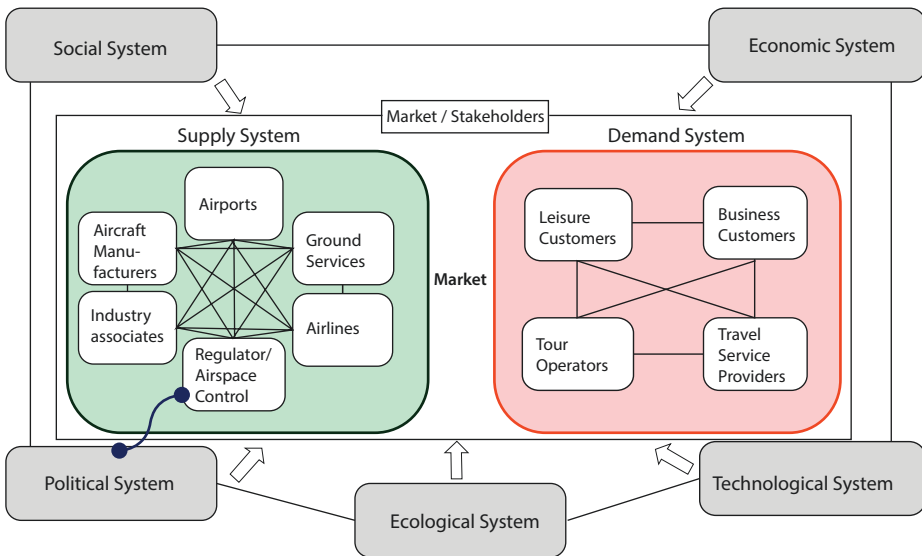 Social System
Economic System
Market / Stakeholders
Supply System
Demand System
Airports
Aircraft
Manu-
facturers
Ground
Services
Industry
associates
Airlines
Regulator/
Airspace
Control
Market
Leisure
Customers
Business
Customers
Tour
Operators
Travel
Service
Providers
Political System
Ecological System
Technological System